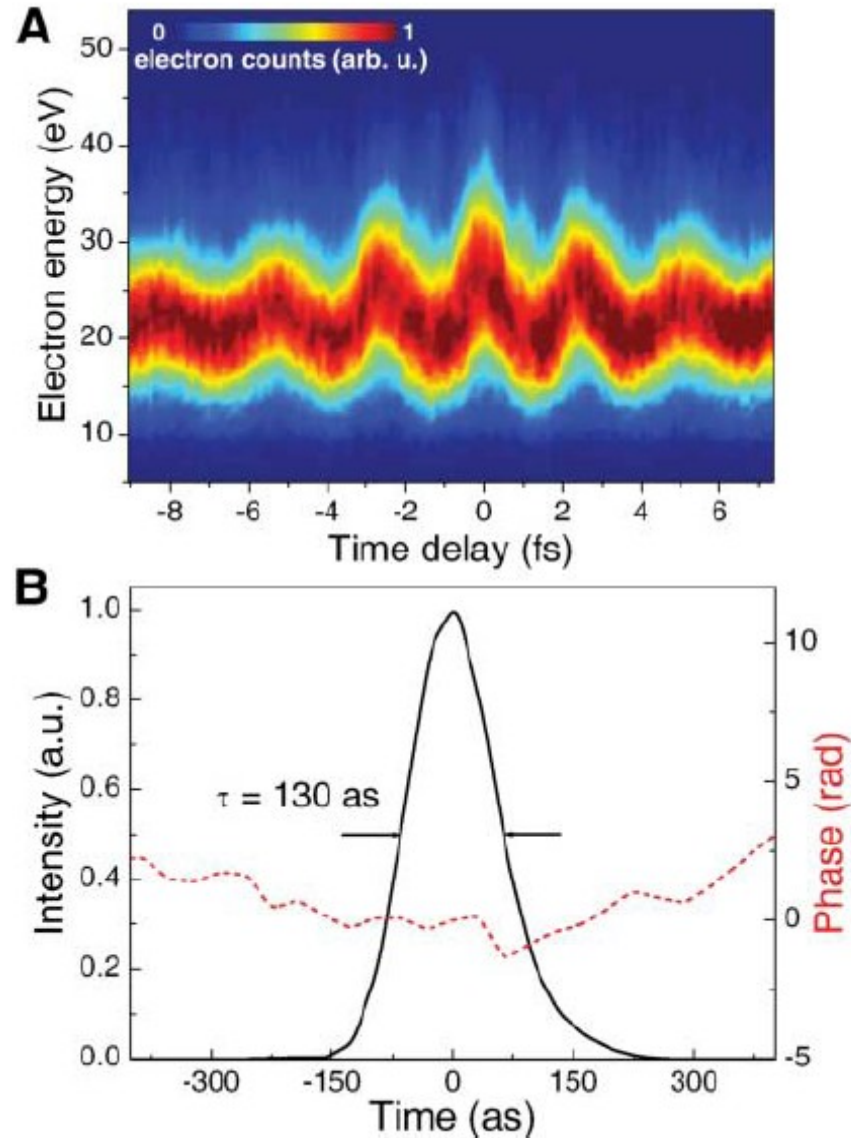 A
0 1
electron counts (arb. u.)
50
40
30
20
10
Electron energy (eV)
-8 -6 -4 -2 0 2 4 6
Time delay (fs)
B
1.0
0.8
0.6
0.4
0.2
0.0
Intensity (a.u.)
τ = 130 as
10
5
0
-5
Phase (rad)
-300 -150 0 150 300
Time (as)